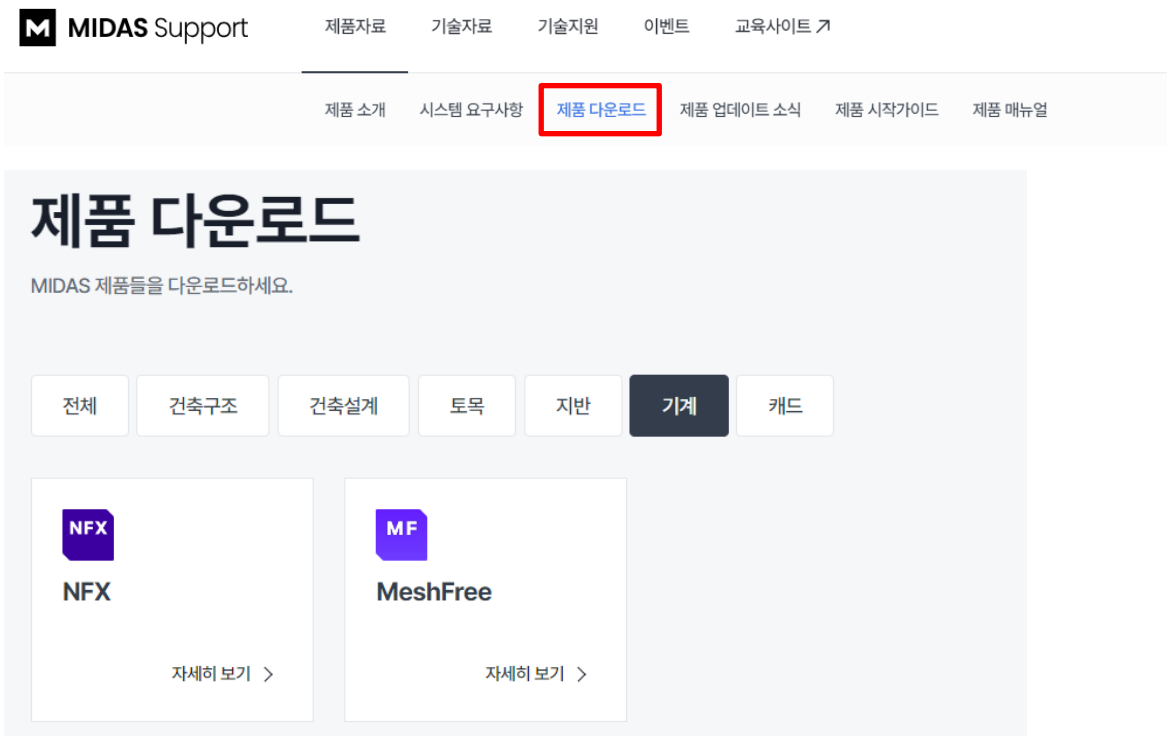 M MIDAS Support 제품자료 기술자료 기술지원 이벤트 교육사이트
제품 소개 시스템 요구사항 제품 다운로드 제품 업데이트 소식 제품 시작가이드 제품 매뉴얼
제품 다운로드
MIDAS 제품들을 다운로드하세요.
전체 건축구조 건축설계 토목 지반 기계 캐드
NFX MF
NFX MeshFree
자세히 보기 자세히 보기